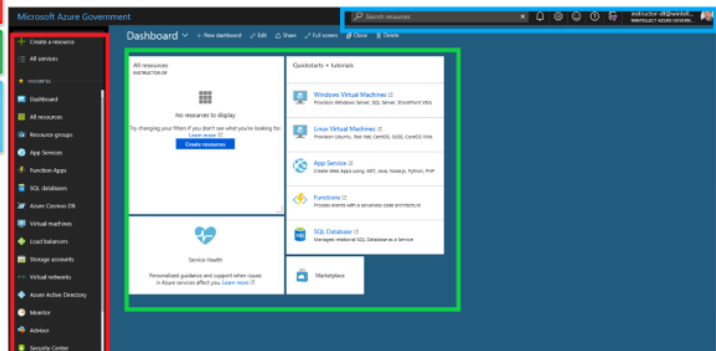 Microsoft Azure Government
Search resources
instructor-df@wintell...
WINTELLECT AZURE GOVERN...
Dashboard
+ New dashboard
Edit
Share
Full screen
Clone
Delete
Create a resource
All services
FAVORITES
Dashboard
All resources
Resource groups
App Services
Function Apps
SQL databases
Azure Cosmos DB
Virtual machines
Load balancers
Storage accounts
Virtual networks
Azure Active Directory
Monitor
Advisor
Security Center
All resources
INSTRUCTOR-DF
No resources to display
Try changing your filters if you don't see what you're looking for.
Learn more
Create resources
Service Health
Personalized guidance and support when issues
in Azure services affect you. Learn more
Quickstarts + tutorials
Windows Virtual Machines
Provision Windows Server, SQL Server, SharePoint VMs
Linux Virtual Machines
Provision Ubuntu, Red Hat, CentOS, SUSE, CoreOS VMs
App Service
Create Web Apps using .NET, Java, Node.js, Python, PHP
Functions
Process events with a serverless code architecture
SQL Database
Managed relational SQL Database as a Service
Marketplace